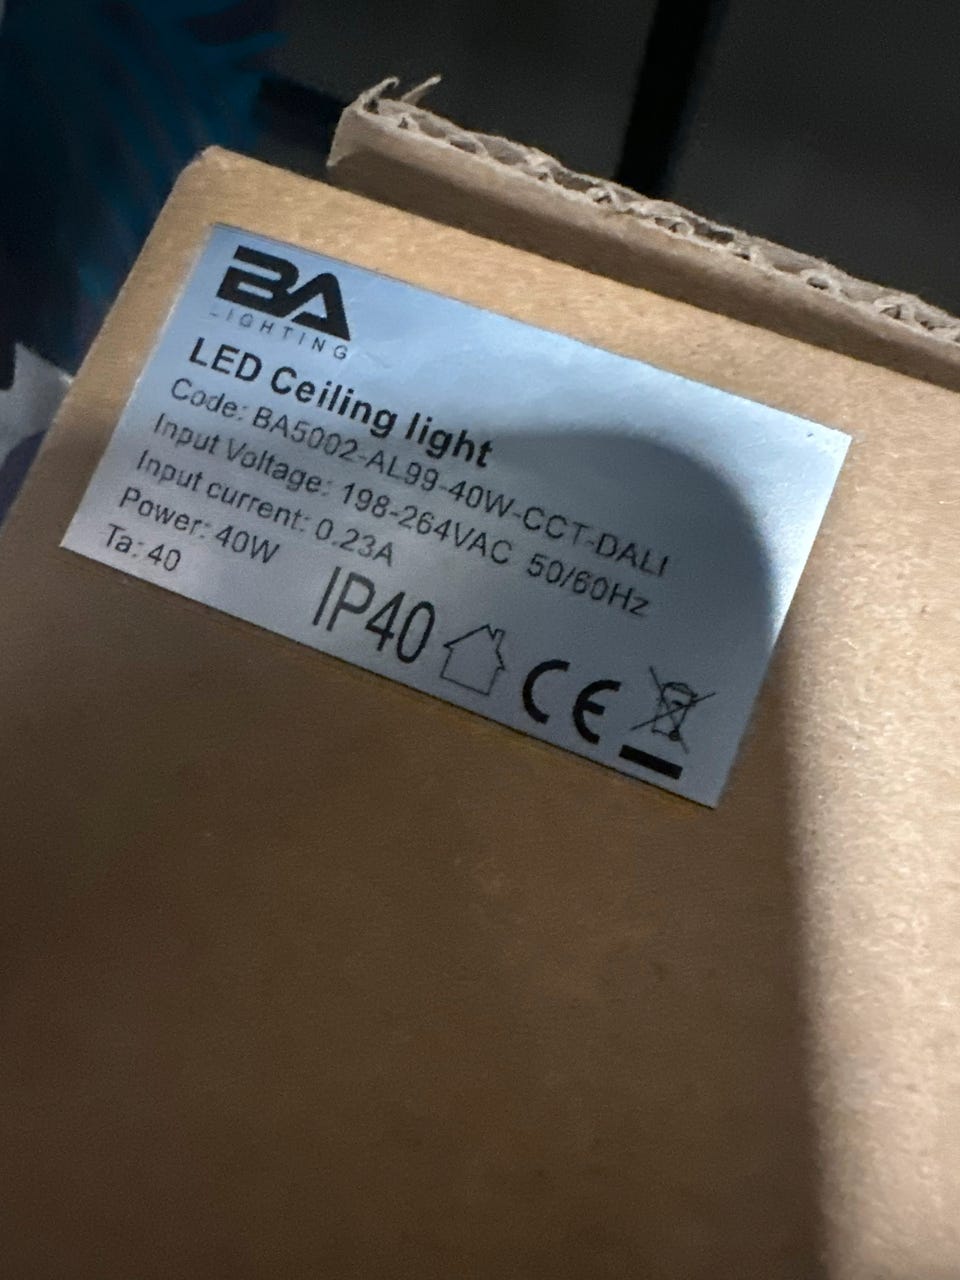 BA
LIGHTING
LED Ceiling light
Code: BA5002-AL99-40W-CCT-DALI
Input Voltage: 198-264VAC 50/60Hz
Input current: 0.23A
Power: 40W
Ta: 40
IP40
CE